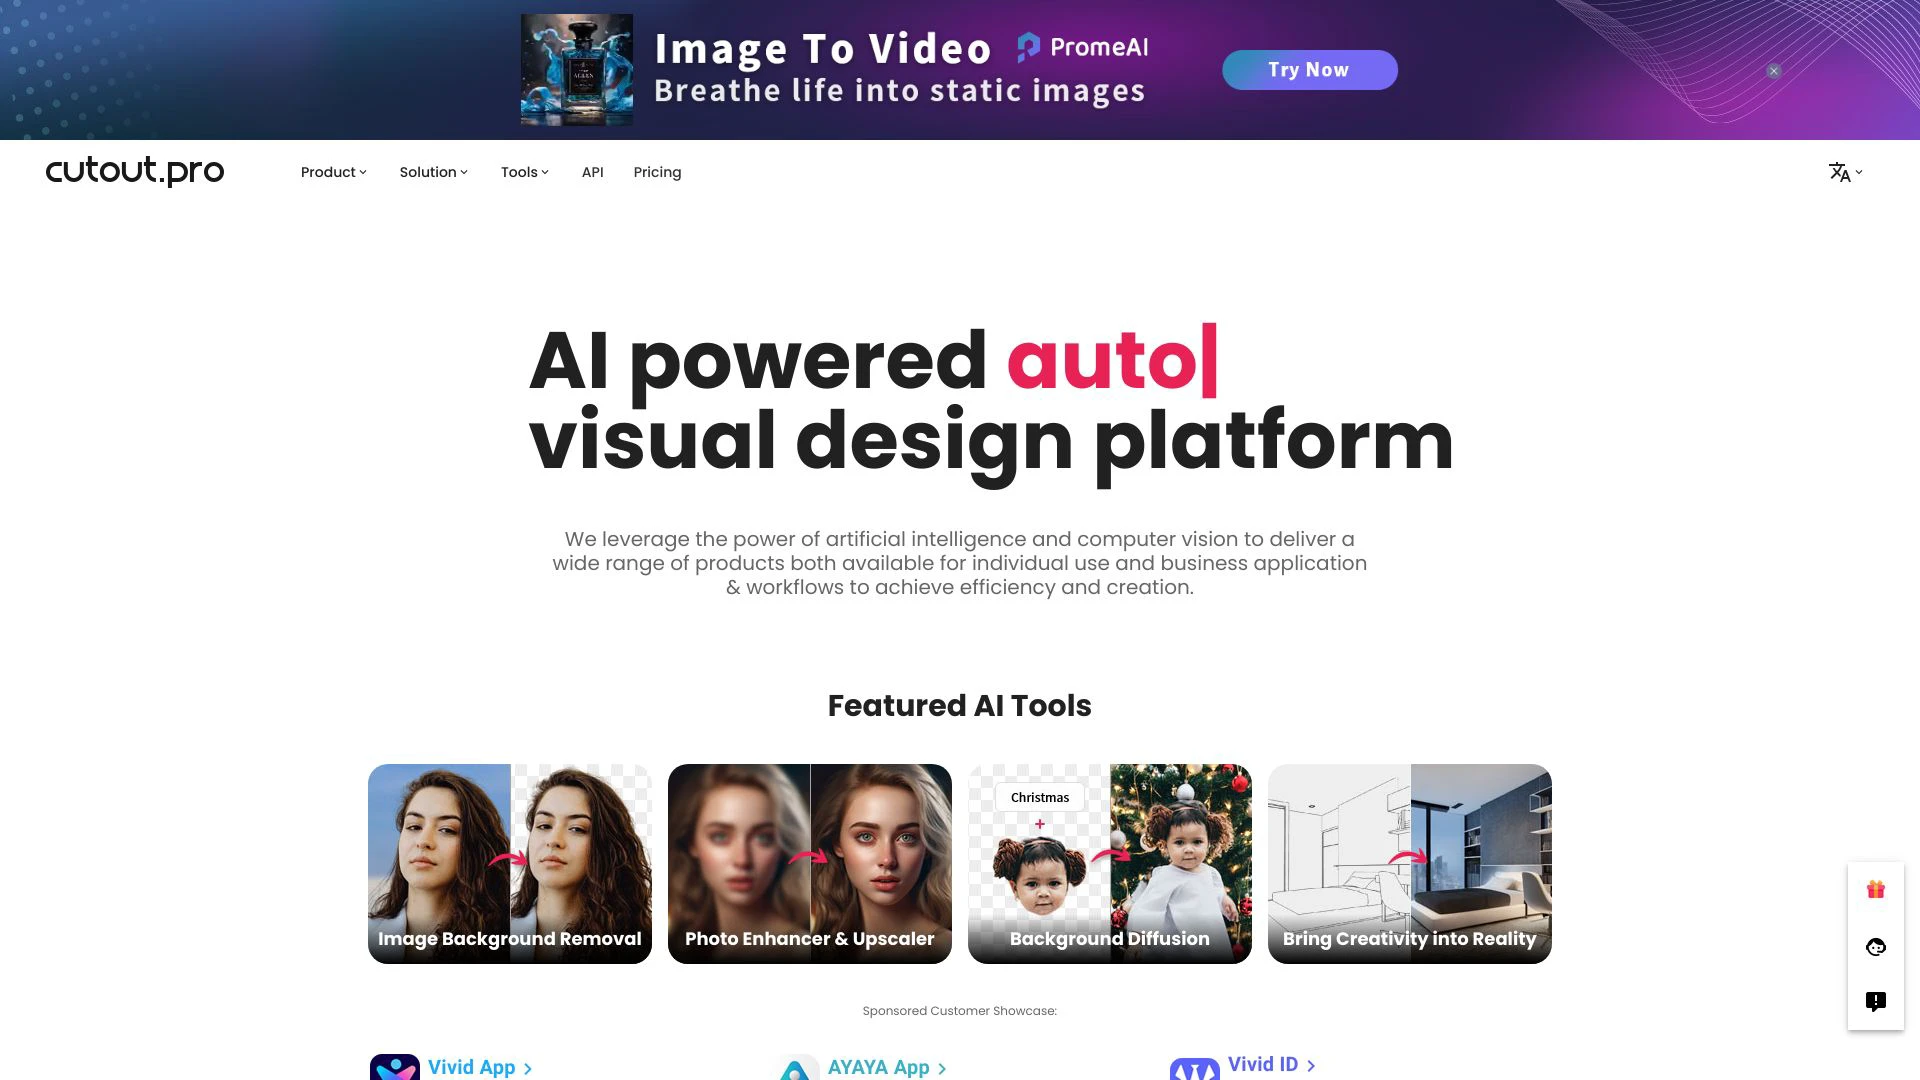 Image To Video PromeAI
Breathe life into static images
Try Now
cutout.pro
Product
Solution
Tools
API
Pricing
AI powered auto|
visual design platform
We leverage the power of artificial intelligence and computer vision to deliver a
wide range of products both available for individual use and business application
& workflows to achieve efficiency and creation.
Featured AI Tools
Christmas
+
Image Background Removal
Photo Enhancer & Upscaler
Background Diffusion
Bring Creativity into Reality
Sponsored Customer Showcase:
Vivid App
AYAYA App
Vivid ID